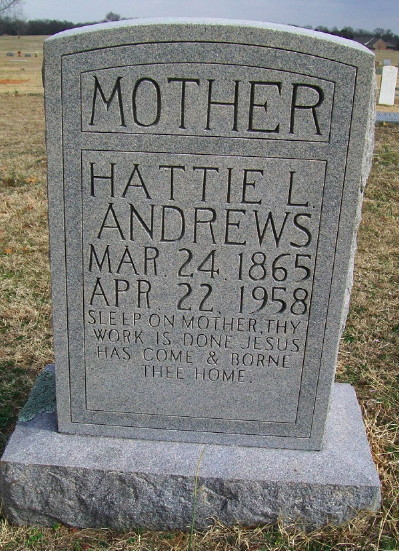 MOTHER
HATTIE L.
ANDREWS
MAR. 24. 1865
APR. 22. 1958
SLEEP ON MOTHER, THY
WORK IS DONE JESUS
HAS COME & BORNE
THEE HOME.